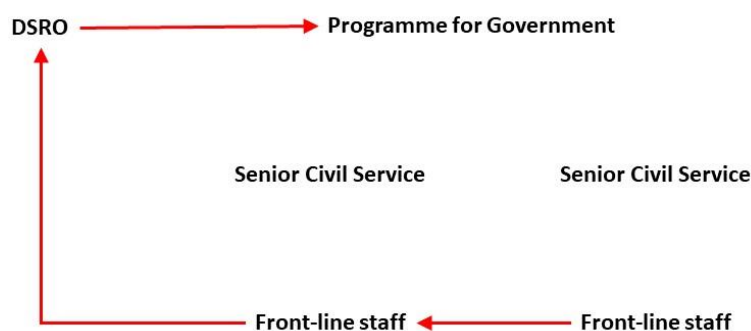 DSRO Programme for Government
Senior Civil Service Senior Civil Service
Front-line staff Front-line staff